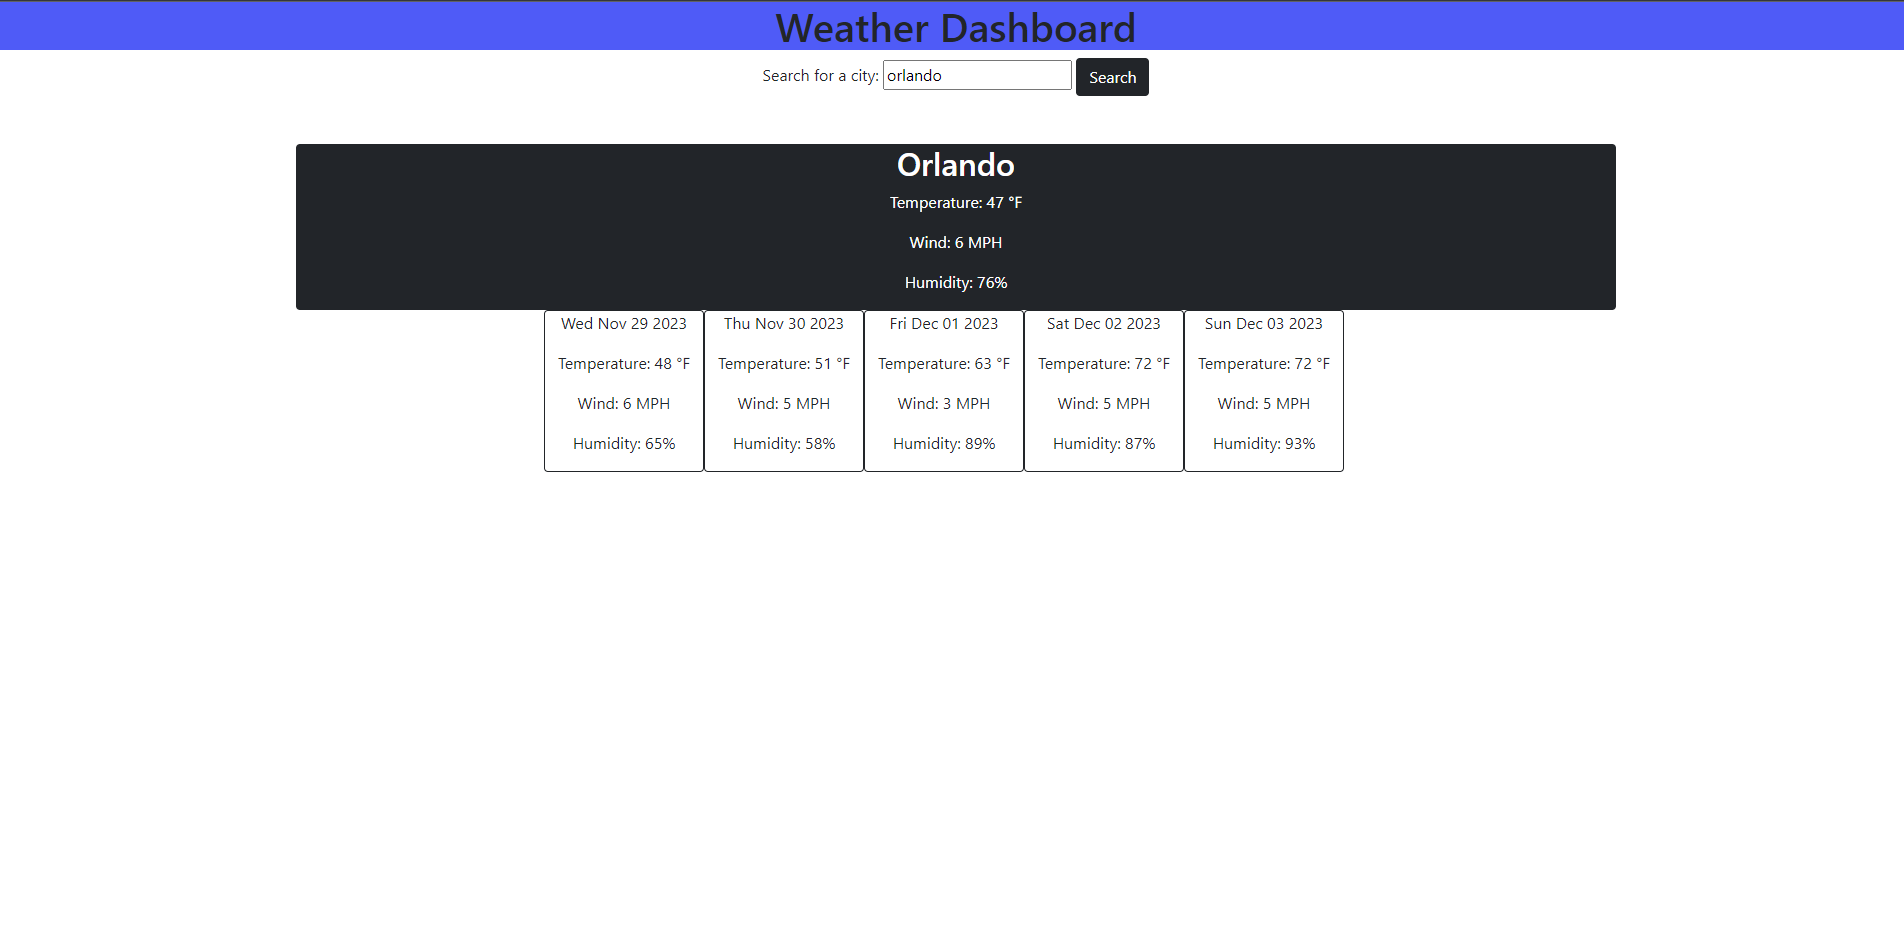 Weather Dashboard
Search for a city: orlando Search
Orlando
Temperature: 47 °F
Wind: 6 MPH
Humidity: 76%
Wed Nov 29 2023
Temperature: 48 °F
Wind: 6 MPH
Humidity: 65%
Thu Nov 30 2023
Temperature: 51 °F
Wind: 5 MPH
Humidity: 58%
Fri Dec 01 2023
Temperature: 63 °F
Wind: 3 MPH
Humidity: 89%
Sat Dec 02 2023
Temperature: 72 °F
Wind: 5 MPH
Humidity: 87%
Sun Dec 03 2023
Temperature: 72 °F
Wind: 5 MPH
Humidity: 93%